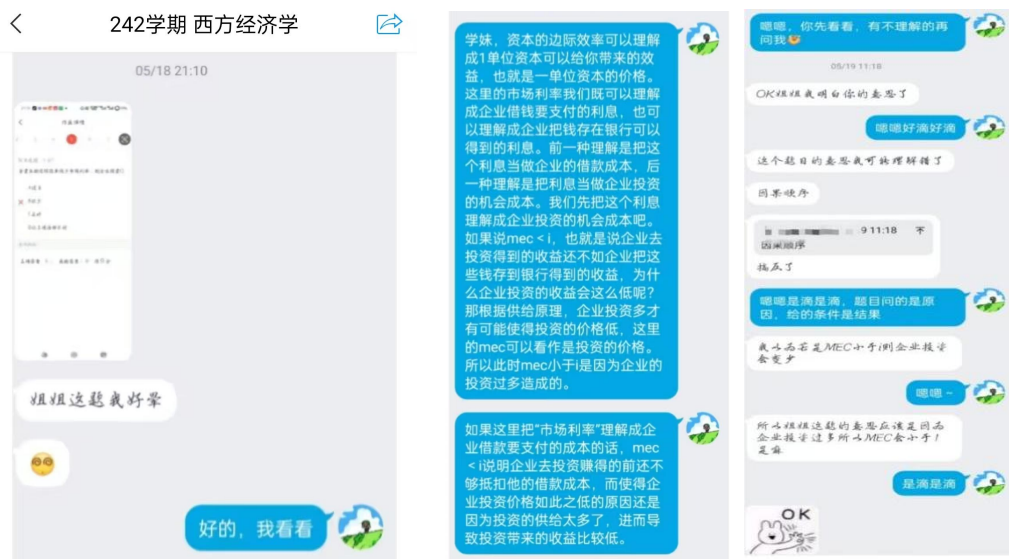 242学期 西方经济学
05/18 21:10
姐姐这题我好晕
好的，我看看
学妹，资本的边际效率可以理解
成1单位资本可以给你带来的效
益，也就是一单位资本的价格。
这里的市场利率我们既可以理解
成企业借钱要支付的利息，也可
以理解成企业把钱存在银行可以
得到的利息。前一种理解是把这
个利息当做企业的借款成本，后
一种理解是把利息当做企业投资
的机会成本。我们先把这个利息
理解成企业投资的机会成本吧。
如果说mec＜i，也就是说企业去
投资得到的收益还不如企业把这
些钱存到银行得到的收益，为什
么企业投资的收益会这么低呢？
那根据供给原理，企业投资多才
有可能使得投资的价格低，这里
的mec可以看作是投资的价格。
所以此时mec小于i是因为企业的
投资过多造成的。
如果这里把“市场利率”理解成企
业借款要支付的成本的话，mec
＜i说明企业去投资赚得的前还不
够抵扣他的借款成本，而使得企
业投资价格如此之低的原因还是
因为投资的供给太多了，进而导
致投资带来的收益比较低。
嗯嗯，你先看看，有不理解的再
问我
05/19 11:18
OK姐姐我明白你的意思了
嗯嗯好滴好滴
这个题目的意思我可能理解错了
因果顺序
9 11:18
因果顺序
搞反了
嗯嗯是滴是滴，题目问的是原
因，给的条件是结果
我以为若是MEC小于i则企业投资
会变少
嗯嗯～
所以姐姐这题的意思应该是因为
企业投资过多所以MEC会小于i
是嘛
是滴是滴
OK